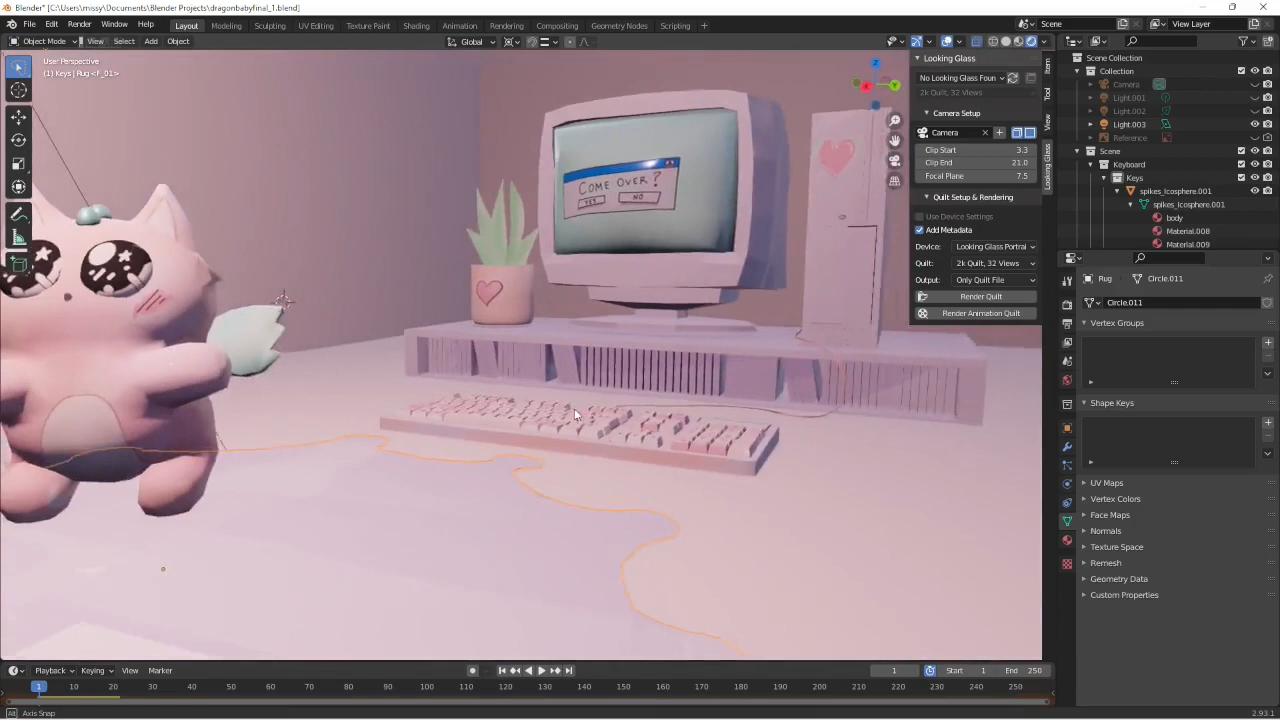 Blender* [C:\Users\missy\Documents\Blender Projects\dragonbabyfinal_1.blend]
File Edit Render Window Help Layout Modeling Sculpting UV Editing Texture Paint Shading Animation Rendering Compositing Geometry Nodes Scripting + Scene View Layer
Object Mode View Select Add Object Global
User Perspective
(1) Keys | Rug <F_01>
Z
Y
X
COME OVER?
YES NO
Looking Glass
No Looking Glass Foun
2k Quilt, 32 Views
Camera Setup
Camera
Clip Start 3.3
Clip End 21.0
Focal Plane 7.5
Quilt Setup & Rendering
Use Device Settings
Add Metadata
Device: Looking Glass Portrai
Quilt: 2k Quilt, 32 Views
Output: Only Quilt File
Render Quilt
Render Animation Quilt
Item
Tool
View
Looking Glass
Scene Collection
Collection
Camera
Light.001
Light.002
Light.003
Reference
Scene
Keyboard
Keys
spikes_Icosphere.001
spikes_Icosphere.001
body
Material.008
Material.009
Rug Circle.011
Circle.011
Vertex Groups
Shape Keys
UV Maps
Vertex Colors
Face Maps
Normals
Texture Space
Remesh
Geometry Data
Custom Properties
Playback Keying View Marker 1 Start 1 End 250
1 10 20 30 40 50 60 70 80 90 100 110 120 130 140 150 160 170 180 190 200 210 220 230 240 250
Alt Axis Snap 2.93.1